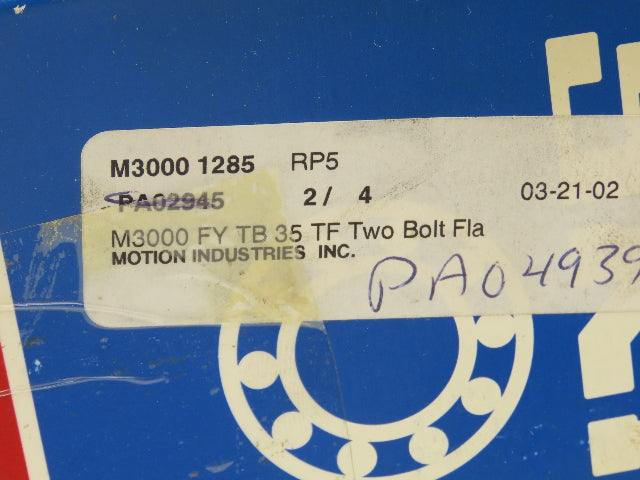 M3000 1285 RP5
PA02945 2 / 4 03-21-02
M3000 FY TB 35 TF Two Bolt Fla
MOTION INDUSTRIES INC.
PA04939